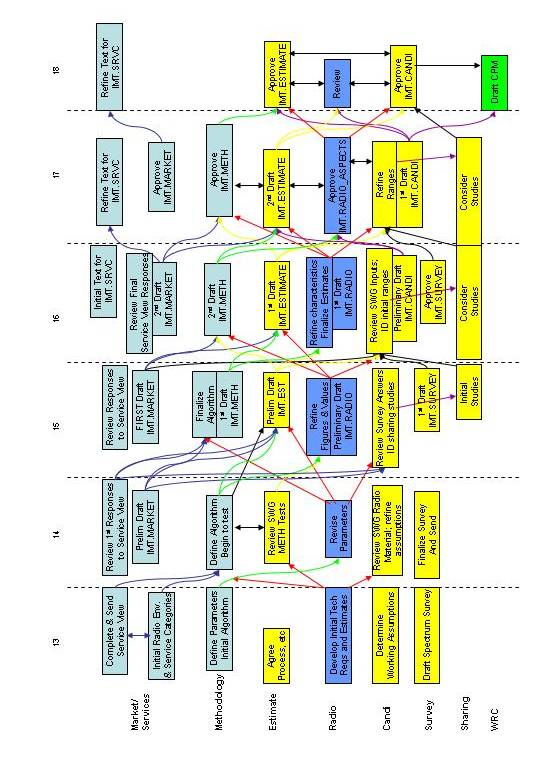 13
14
15
16
17
18
Market/
Services
Complete & Send
Service View
Initial Radio Env.
& Service Categories
Review 1st Responses
to Service View
Prelim Draft
IMT.MARKET
Review Responses
to Service View
FIRST Draft
IMT.MARKET
Initial Text for
IMT.SRVC
Review Final
Service View Responses
2nd Draft
IMT.MARKET
Refine Text for
IMT.SRVC
Approve
IMT.MARKET
Refine Text for
IMT.SRVC
Methodology
Define Parameters
Initial Algorithm
Define Algorithm
Begin to test
Finalize
Algorithm
1st Draft
IMT.METH
2nd Draft
IMT.METH
Approve
IMT.METH
Estimate
Agree
Process, etc
Review SWG
METH Tests
Prelim Draft
IMT.EST
1st Draft
IMT.ESTIMATE
2nd Draft
IMT.ESTIMATE
Approve
IMT.ESTIMATE
Radio
Develop Initial Tech
Reqs and Estimates
Revise
Parameters
Refine
Figures & Values
Preliminary Draft
IMT.RADIO
Refine characteristics
Finalize Estimates
1st Draft
IMT.RADIO
Approve
IMT.RADIO_ASPECTS
Review
Candi
Determine
Working Assumptions
Review SWG Radio
Material; refine
assumptions
Review Survey Answers
ID sharing studies
Review SWG Inputs;
ID initial ranges
Preliminary Draft
IMT.CANDI
Refine
Ranges
1st Draft
IMT.CANDI
Approve
IMT.CANDI
Survey
Draft Spectrum Survey
Finalize Survey
And Send
1st Draft
IMT.SURVEY
Approve
IMT.SURVEY
Sharing
Initial
Studies
Consider
Studies
Consider
Studies
WRC
Draft CPM